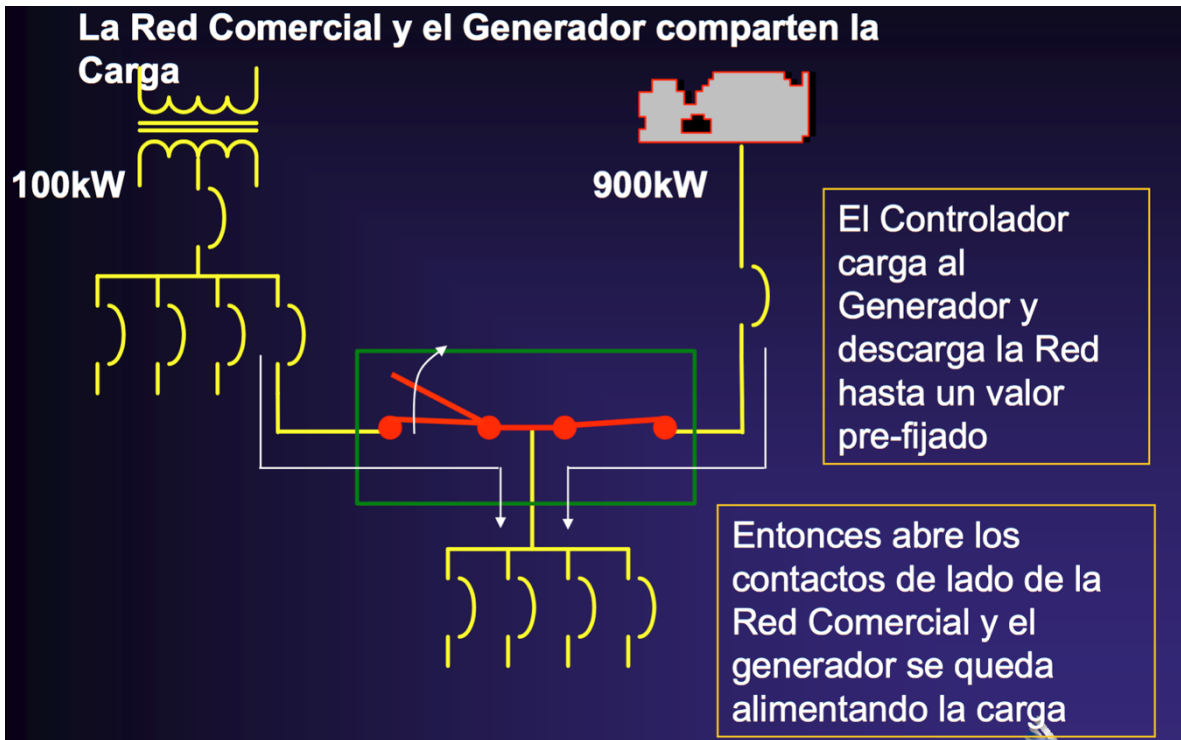 La Red Comercial y el Generador comparten la
Carga
100kW
900kW
El Controlador
carga al
Generador y
descarga la Red
hasta un valor
pre-fijado
Entonces abre los
contactos de lado de la
Red Comercial y el
generador se queda
alimentando la carga